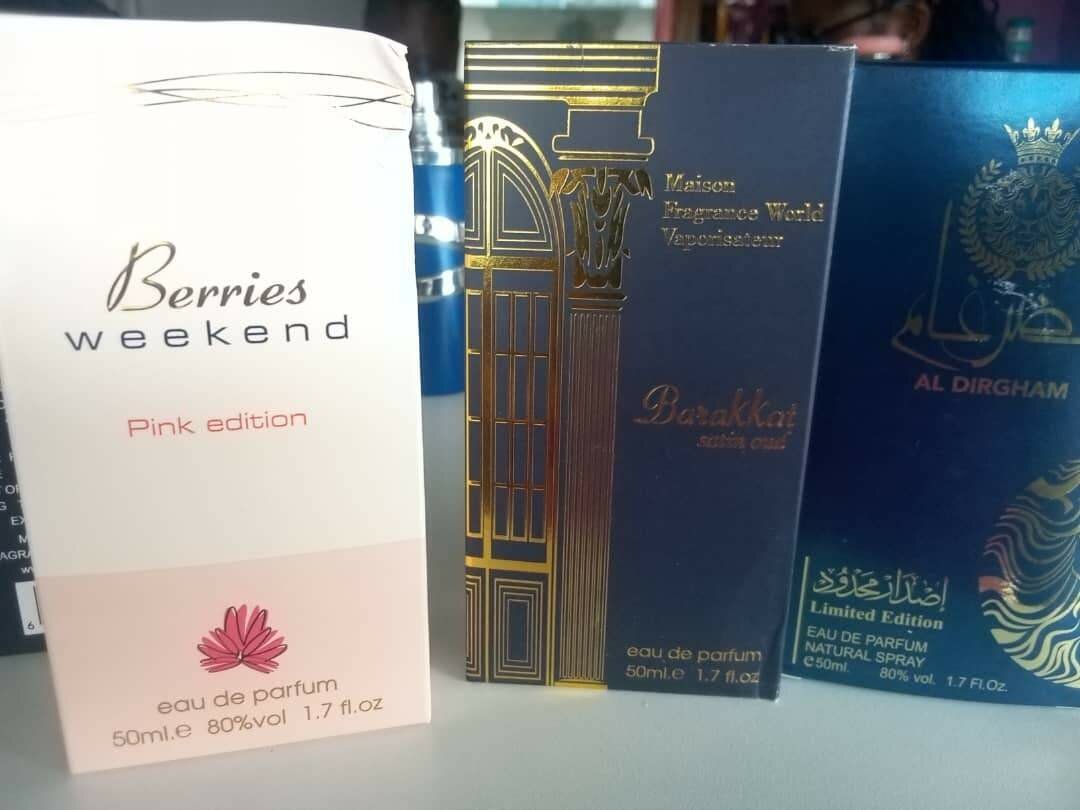 Berries
weekend
Pink edition
eau de parfum
50ml.e 80%vol 1.7 fl.oz
Maison
Fragrance World
Vaporisateur
Barakkat
satin oud
eau de parfum
50ml.e 1.7 fl.oz
ضرغام
AL DIRGHAM
إصدار محدود
Limited Edition
EAU DE PARFUM
NATURAL SPRAY
e50ml. 80% vol. 1.7 Fl.Oz.